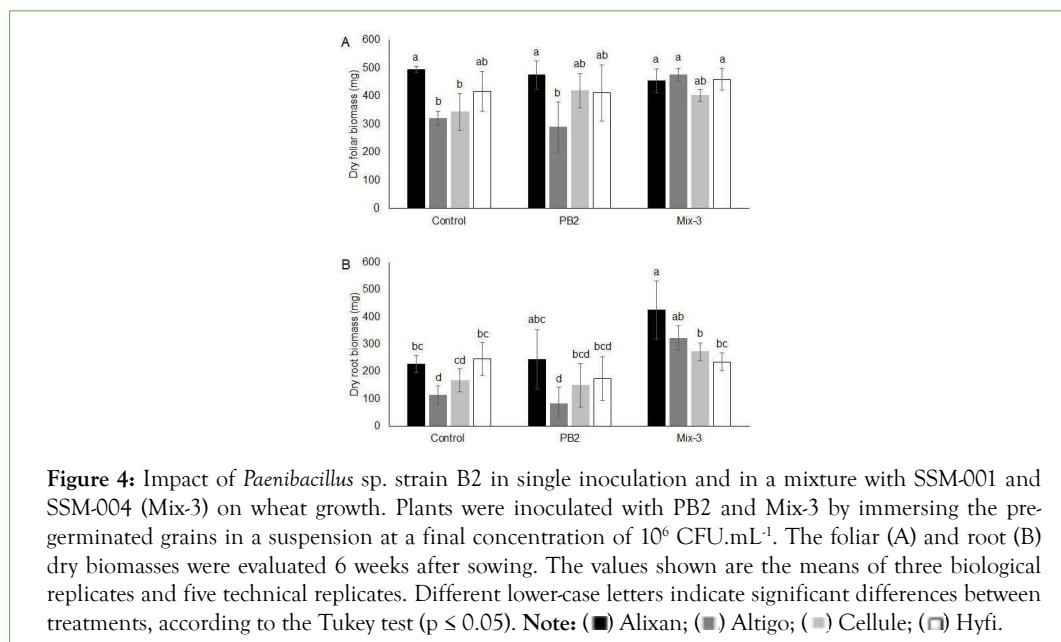 A
600
500
400
300
200
100
0
Dry foliar biomass (mg)
a b b ab
a b ab ab
a a ab a
Control PB2 Mix-3
B
600
500
400
300
200
100
0
Dry root biomass (mg)
bc d cd bc
abc d bcd bcd
a ab b bc
Control PB2 Mix-3
Figure 4: Impact of Paenibacillus sp. strain B2 in single inoculation and in a mixture with SSM-001 and
SSM-004 (Mix-3) on wheat growth. Plants were inoculated with PB2 and Mix-3 by immersing the pre-
germinated grains in a suspension at a final concentration of 10⁶ CFU.mL⁻¹. The foliar (A) and root (B)
dry biomasses were evaluated 6 weeks after sowing. The values shown are the means of three biological
replicates and five technical replicates. Different lower-case letters indicate significant differences between
treatments, according to the Tukey test (p ≤ 0.05). Note: (■) Alixan; (■) Altigo; (■) Cellule; (□) Hyfi.